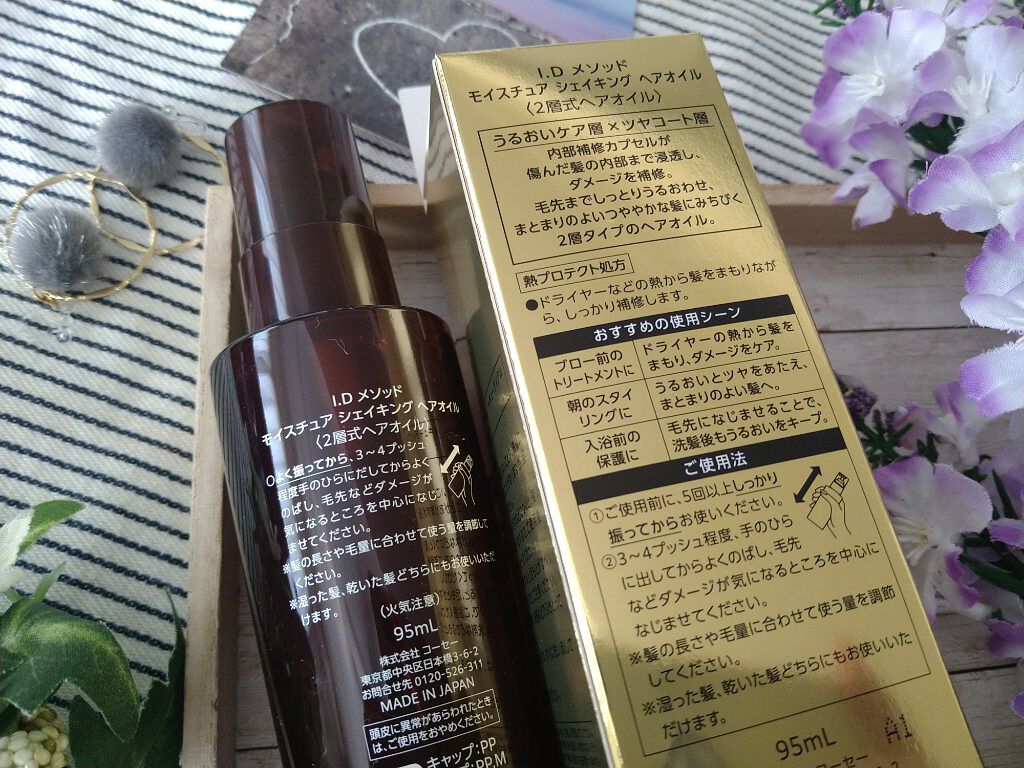 I.D メソッド
モイスチュア シェイキング ヘアオイル
〈2層式ヘアオイル〉
○よく振ってから、3～4プッシュ
程度手のひらにだしてからよく
のばし、毛先などダメージが
気になるところを中心になじ
ませてください。
※髪の長さや毛量に合わせて使う量を調節して
ください。
※湿った髪、乾いた髪どちらにもお使いいただ
けます。
(火気注意)
95mL
株式会社 コーセー
東京都中央区日本橋3-6-2
お問合せ先 0120-526-311
MADE IN JAPAN
頭皮に異常があらわれたとき
は、ご使用をおやめください。
キャップ:PP
I.D メソッド
モイスチュア シェイキング ヘアオイル
〈2層式ヘアオイル〉
うるおいケア層×ツヤコート層
内部補修カプセルが
傷んだ髪の内部まで浸透し、
ダメージを補修。
毛先までしっとりうるおわせ、
まとまりのよいつややかな髪にみちびく
2層タイプのヘアオイル。
熱プロテクト処方
●ドライヤーなどの熱から髪をまもりなが
ら、しっかり補修します。
おすすめの使用シーン
ブロー前の
トリートメントに
ドライヤーの熱から髪を
まもり、ダメージをケア。
朝のスタイ
リングに
うるおいとツヤをあたえ、
まとまりのよい髪へ。
入浴前の
保護に
毛先になじませることで、
洗髪後もうるおいをキープ。
ご使用法
①ご使用前に、5回以上しっかり
振ってからお使いください。
②3～4プッシュ程度、手のひら
に出してからよくのばし、毛先
などダメージが気になるところを中心に
なじませてください。
※髪の長さや毛量に合わせて使う量を調節
してください。
※湿った髪、乾いた髪どちらにもお使いいた
だけます。
95mL
A1